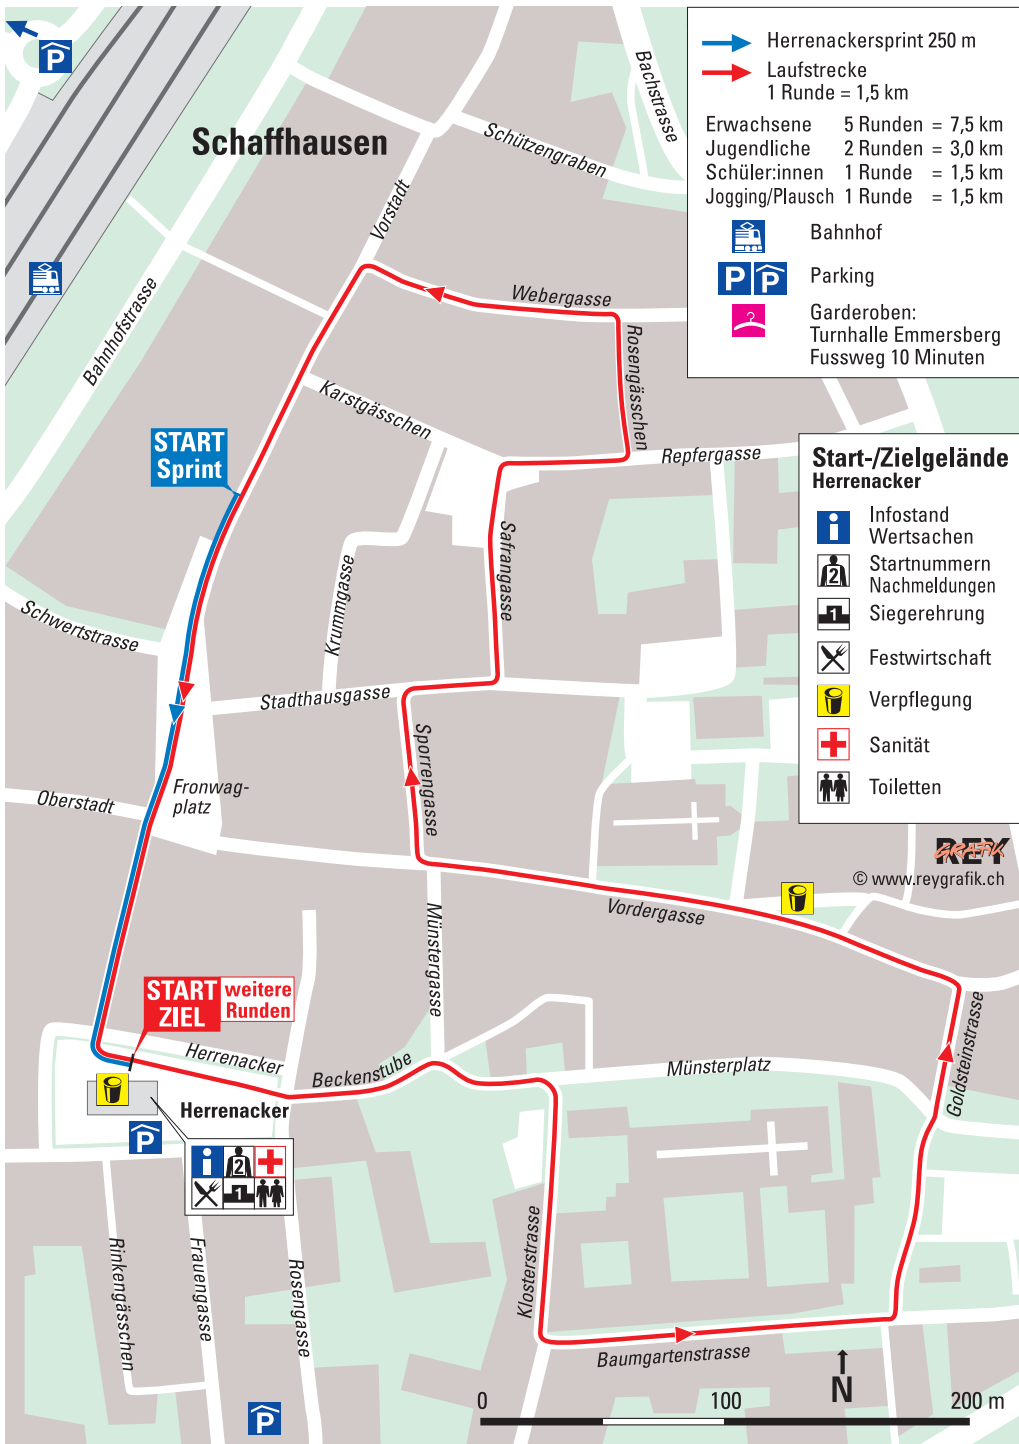 Herrenackersprint 250 m
Laufstrecke
1 Runde = 1,5 km
Erwachsene 5 Runden = 7,5 km
Jugendliche 2 Runden = 3,0 km
Schüler:innen 1 Runde = 1,5 km
Jogging/Plausch 1 Runde = 1,5 km
Bahnhof
P P Parking
Garderoben:
Turnhalle Emmersberg
Fussweg 10 Minuten
Start-/Zielgelände
Herrenacker
i Infostand
Wertsachen
2 Startnummern
Nachmeldungen
1 Siegerehrung
Festwirtschaft
Verpflegung
Sanität
Toiletten
REY
GRAFIK
© www.reygrafik.ch
P
Schaffhausen
Bachstrasse
Schützengraben
Vorstadt
Webergasse
Bahnhofstrasse
Rosengässchen
Karstgässchen
Repfergasse
START
Sprint
Safrangasse
Krummgasse
Schwertstrasse
Stadthausgasse
Sporrengasse
Oberstadt
Fronwag-
platz
Vordergasse
Münstergasse
START
ZIEL
weitere
Runden
Herrenacker
Beckenstube
Münsterplatz
Goldsteinstrasse
Herrenacker
P
i 2
1
Klosterstrasse
Rinkengässchen
Frauengasse
Rosengasse
Baumgartenstrasse
P
N
0 100 200 m